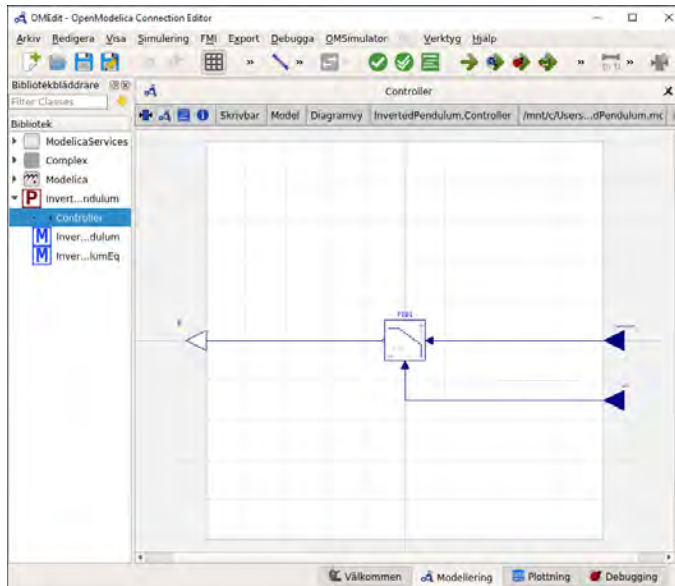 OMEdit - OpenModelica Connection Editor
Arkiv Redigera Visa Simulering FMI Export Debugga OMSimulator Verktyg Hjälp
Bibliotekbläddrare
Filter Classes
Bibliotek
ModelicaServices
Complex
Modelica
P Invert...ndulum
Controller
M Inver...dulum
M Inver...lumEq
Controller
Skrivbar Model Diagramvy InvertedPendulum.Controller /mnt/c/Users...dPendulum.mo
Välkommen Modellering Plottning Debugging